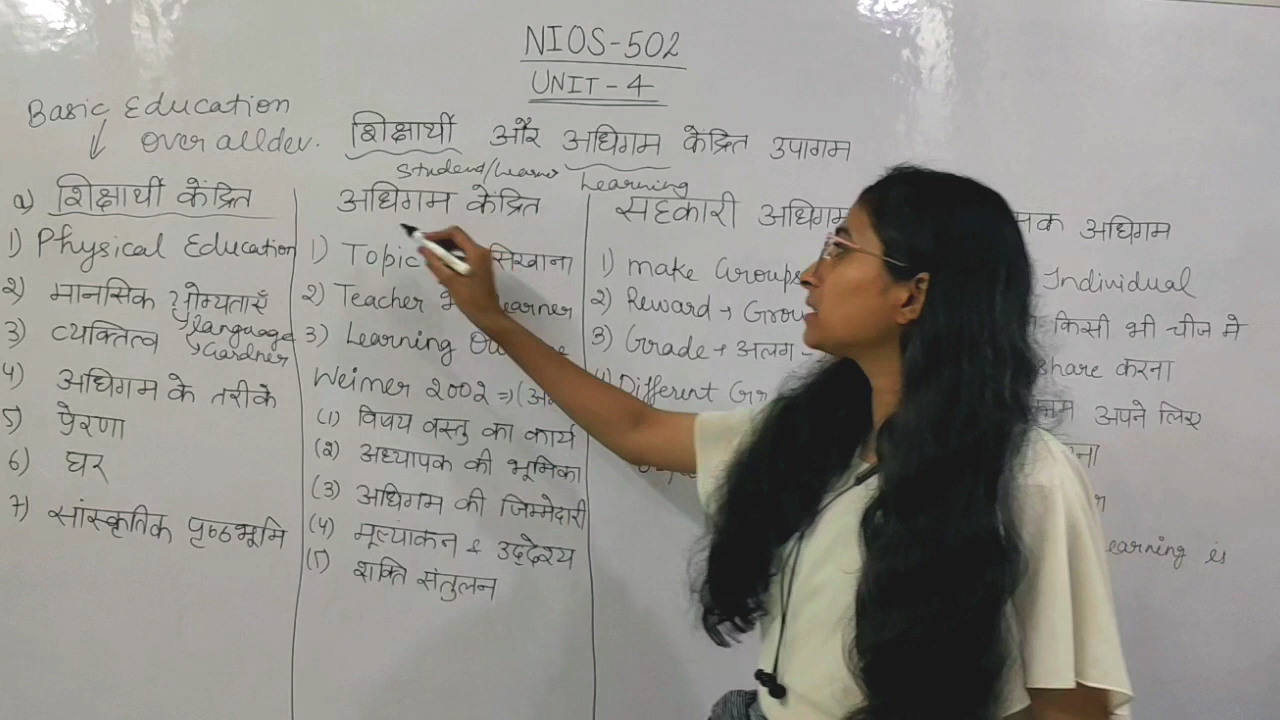 NIOS-502
UNIT - 4
Basic Education
over all dev.
शिक्षार्थी और अधिगम केंद्रित उपागम
Student/Learner Learning
a) शिक्षार्थी केंद्रित
1) Physical Education
2) मानसिक योग्यताएँ
→language
→Gardner
3) व्यक्तित्व
4) अधिगम के तरीके
5) प्रेरणा
6) घर
7) सांस्कृतिक पृष्ठभूमि
अधिगम केंद्रित
1) Topic सिखाना
2) Teacher Learner
3) Learning
Weimer 2002 ⇒
(1) विषय वस्तु का कार्य
(2) अध्यापक की भूमिका
(3) अधिगम की जिम्मेदारी
(4) मूल्यांकन & उद्देश्य
(5) शक्ति संतुलन
सहकारी अधिगम
1) make Groups
2) Reward →
3) Grade → अलग -
4) Different
अधिगम
Individual
किसी भी चीज मे
share करना
अपने लिए
is